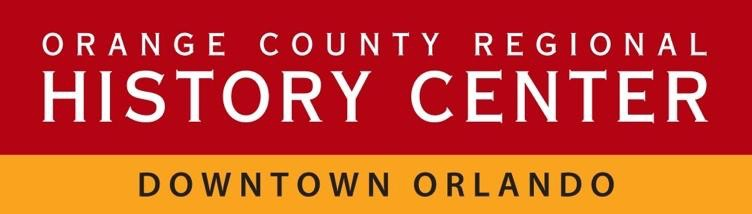 ORANGE COUNTY REGIONAL
HISTORY CENTER
DOWNTOWN ORLANDO